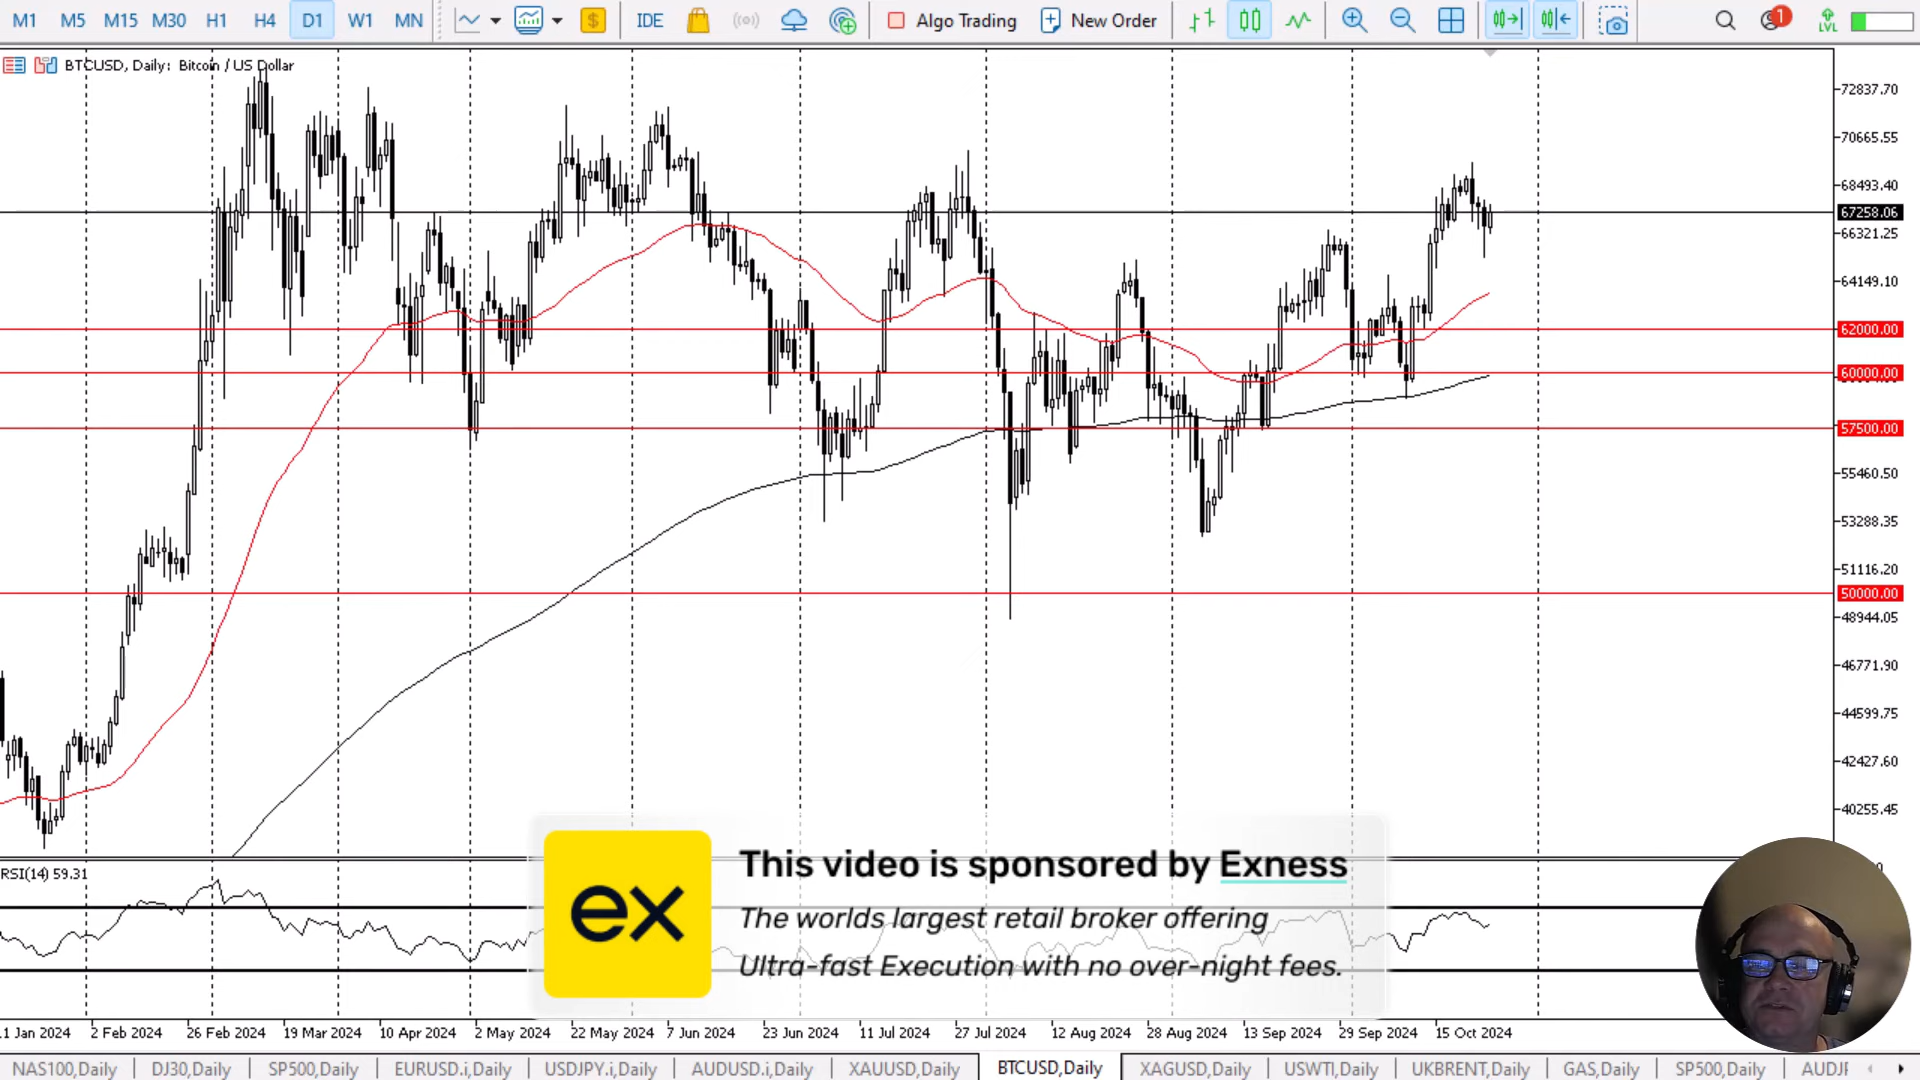 M1 M5 M15 M30 H1 H4 D1 W1 MN IDE Algo Trading New Order 1 LVL
BTCUSD, Daily: Bitcoin / US Dollar
72837.70
70665.55
68493.40
67258.06
66321.25
64149.10
62000.00
60000.00
57500.00
55460.50
53288.35
51116.20
50000.00
48944.05
46771.90
44599.75
42427.60
40255.45
RSI(14) 59.31
ex
This video is sponsored by Exness
The worlds largest retail broker offering
Ultra-fast Execution with no over-night fees.
11 Jan 2024 2 Feb 2024 26 Feb 2024 19 Mar 2024 10 Apr 2024 2 May 2024 22 May 2024 7 Jun 2024 23 Jun 2024 11 Jul 2024 27 Jul 2024 12 Aug 2024 28 Aug 2024 13 Sep 2024 29 Sep 2024 15 Oct 2024
NAS100,Daily DJ30,Daily SP500,Daily EURUSD.i,Daily USDJPY.i,Daily AUDUSD.i,Daily XAUUSD,Daily BTCUSD,Daily XAGUSD,Daily USWTI,Daily UKBRENT,Daily GAS,Daily SP500,Daily